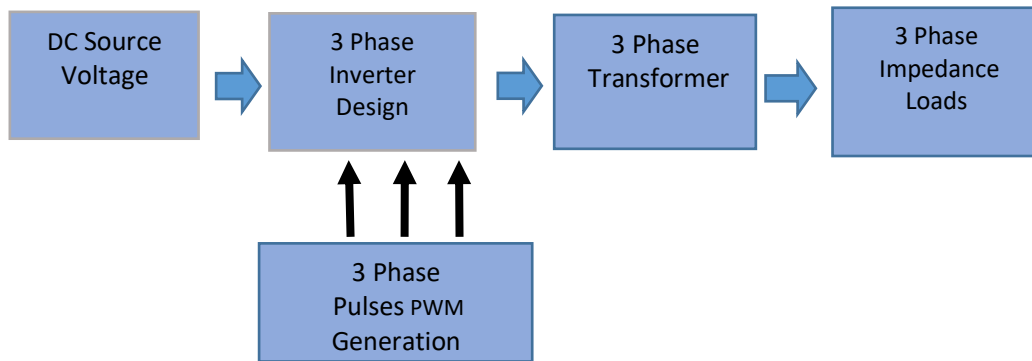 DC Source
Voltage
3 Phase
Inverter
Design
3 Phase
Transformer
3 Phase
Impedance
Loads
3 Phase
Pulses PWM
Generation